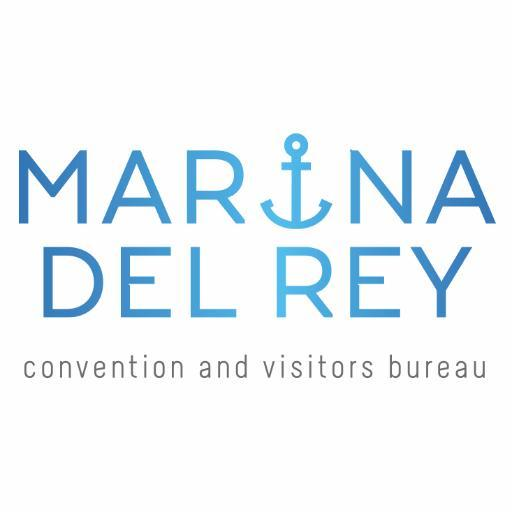 MARINA
DEL REY
convention and visitors bureau